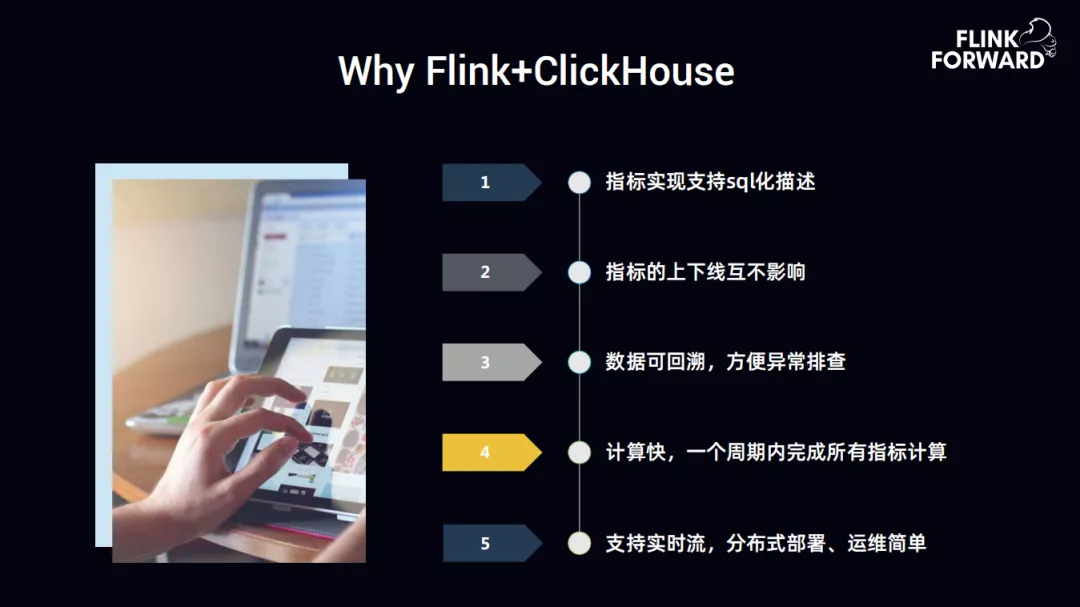 FLINK
FORWARD
Why Flink+ClickHouse
1
指标实现支持sql化描述
2
指标的上下线互不影响
3
数据可回溯，方便异常排查
4
计算快，一个周期内完成所有指标计算
5
支持实时流，分布式部署、运维简单